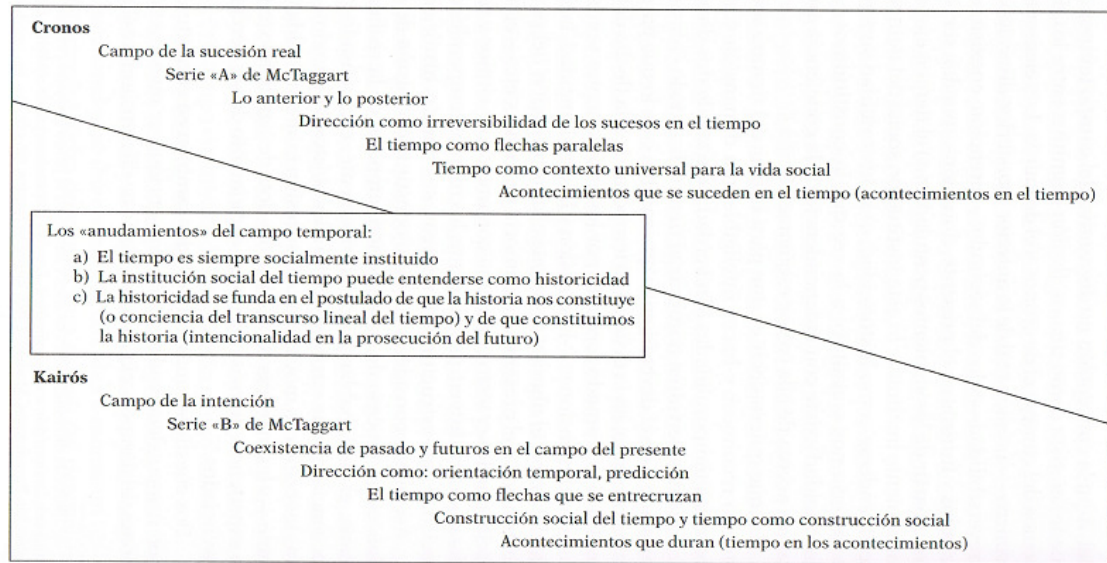 Cronos
Campo de la sucesión real
Serie «A» de McTaggart
Lo anterior y lo posterior
Dirección como irreversibilidad de los sucesos en el tiempo
El tiempo como flechas paralelas
Tiempo como contexto universal para la vida social
Acontecimientos que se suceden en el tiempo (acontecimientos en el tiempo)
Los «anudamientos» del campo temporal:
a) El tiempo es siempre socialmente instituido
b) La institución social del tiempo puede entenderse como historicidad
c) La historicidad se funda en el postulado de que la historia nos constituye
(o conciencia del transcurso lineal del tiempo) y de que constituimos
la historia (intencionalidad en la prosecución del futuro)
Kairós
Campo de la intención
Serie «B» de McTaggart
Coexistencia de pasado y futuros en el campo del presente
Dirección como: orientación temporal, predicción
El tiempo como flechas que se entrecruzan
Construcción social del tiempo y tiempo como construcción social
Acontecimientos que duran (tiempo en los acontecimientos)